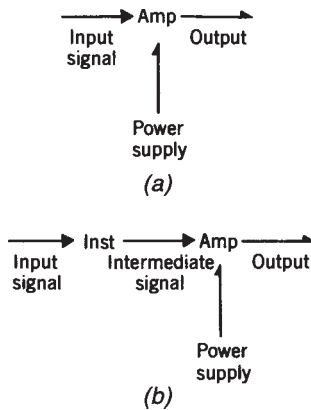 Amp
Input
signal
Output
Power
supply
(a)
Inst
Amp
Input
signal
Intermediate
signal
Output
Power
supply
(b)